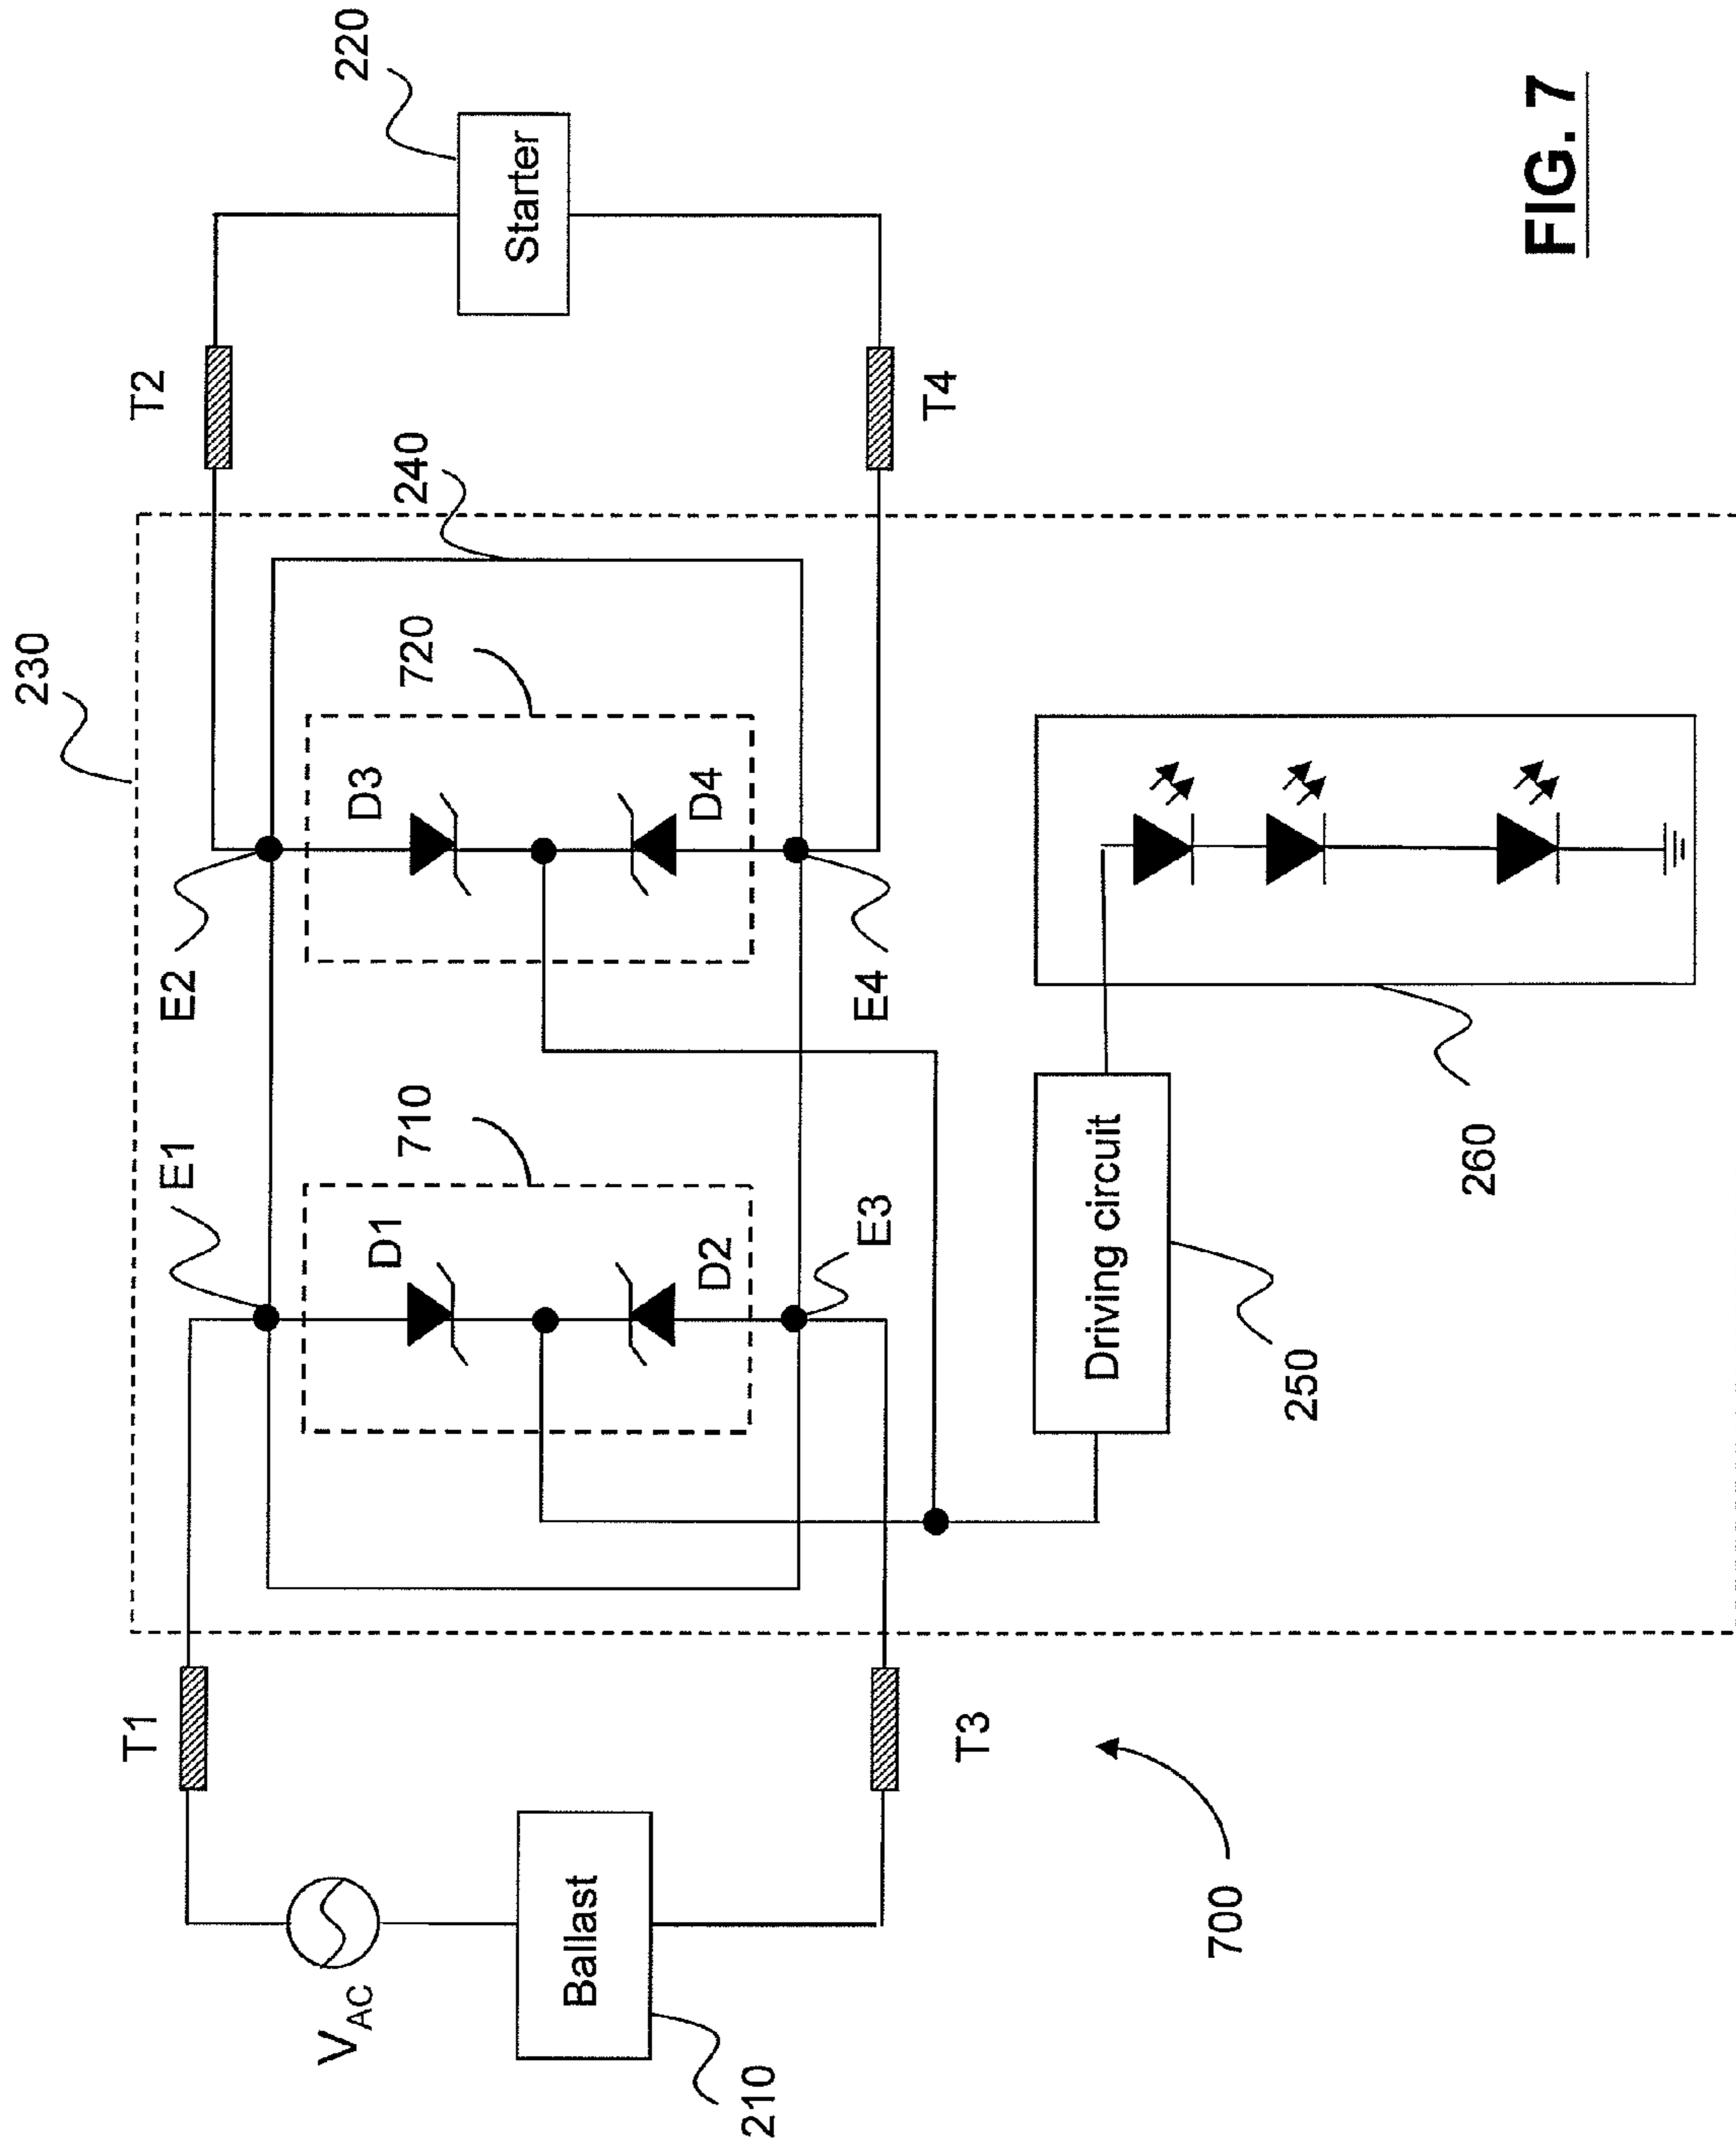 230
T1
E1
E2
T2
220
V_AC
710
720
240
D1
D3
Ballast
Starter
D2
D4
210
E3
E4
T3
T4
Driving circuit
700
250
260
FIG. 7